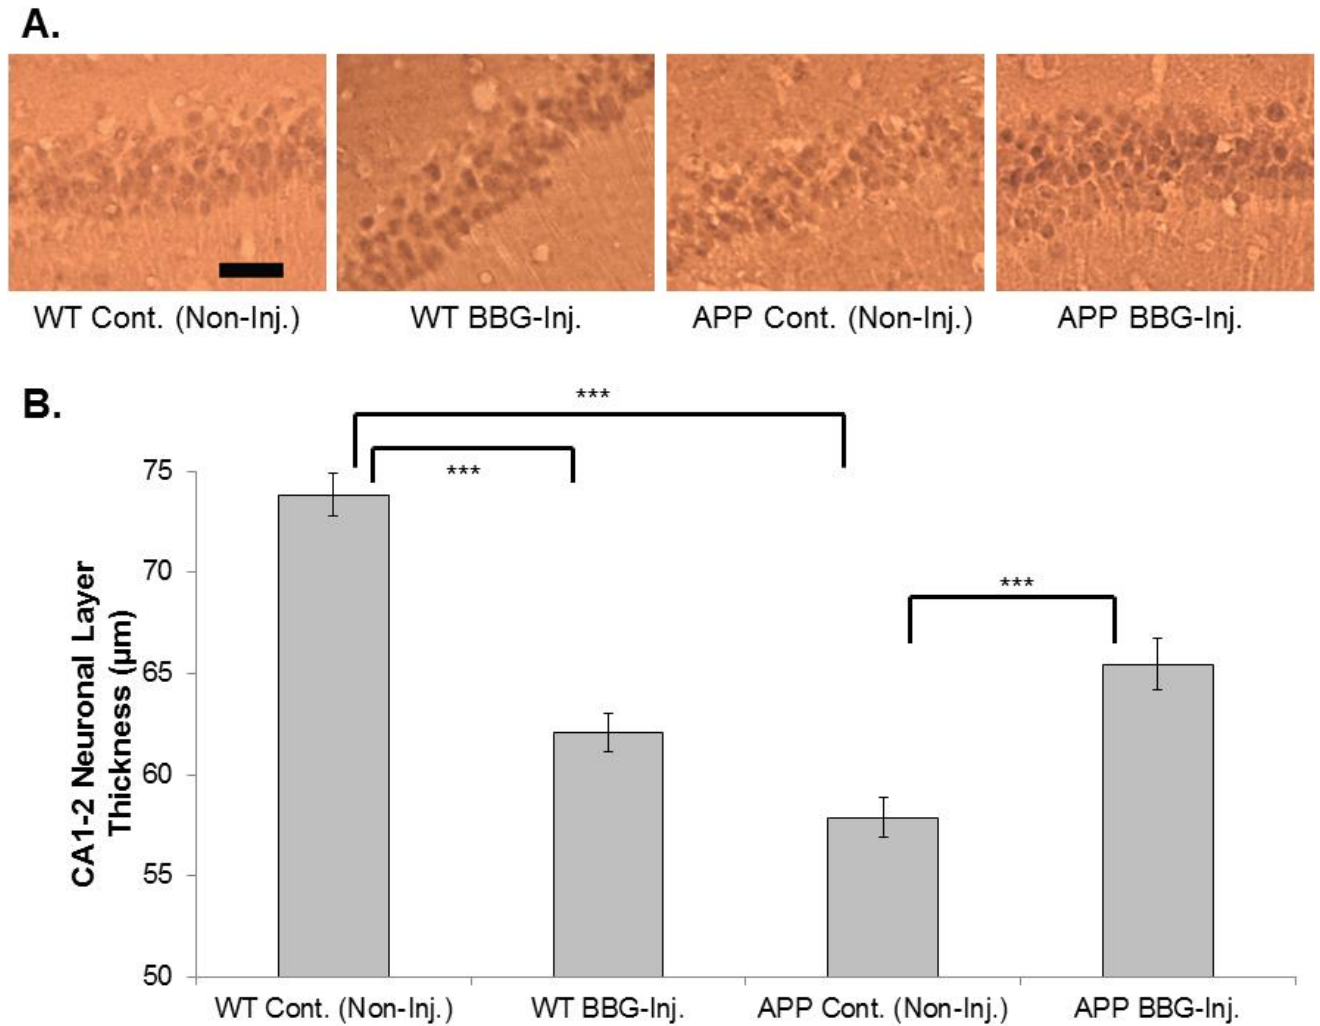 A.
WT Cont. (Non-Inj.) WT BBG-Inj. APP Cont. (Non-Inj.) APP BBG-Inj.
B.
***
***
***
75
70
65
60
55
50
CA1-2 Neuronal Layer
Thickness (µm)
WT Cont. (Non-Inj.) WT BBG-Inj. APP Cont. (Non-Inj.) APP BBG-Inj.